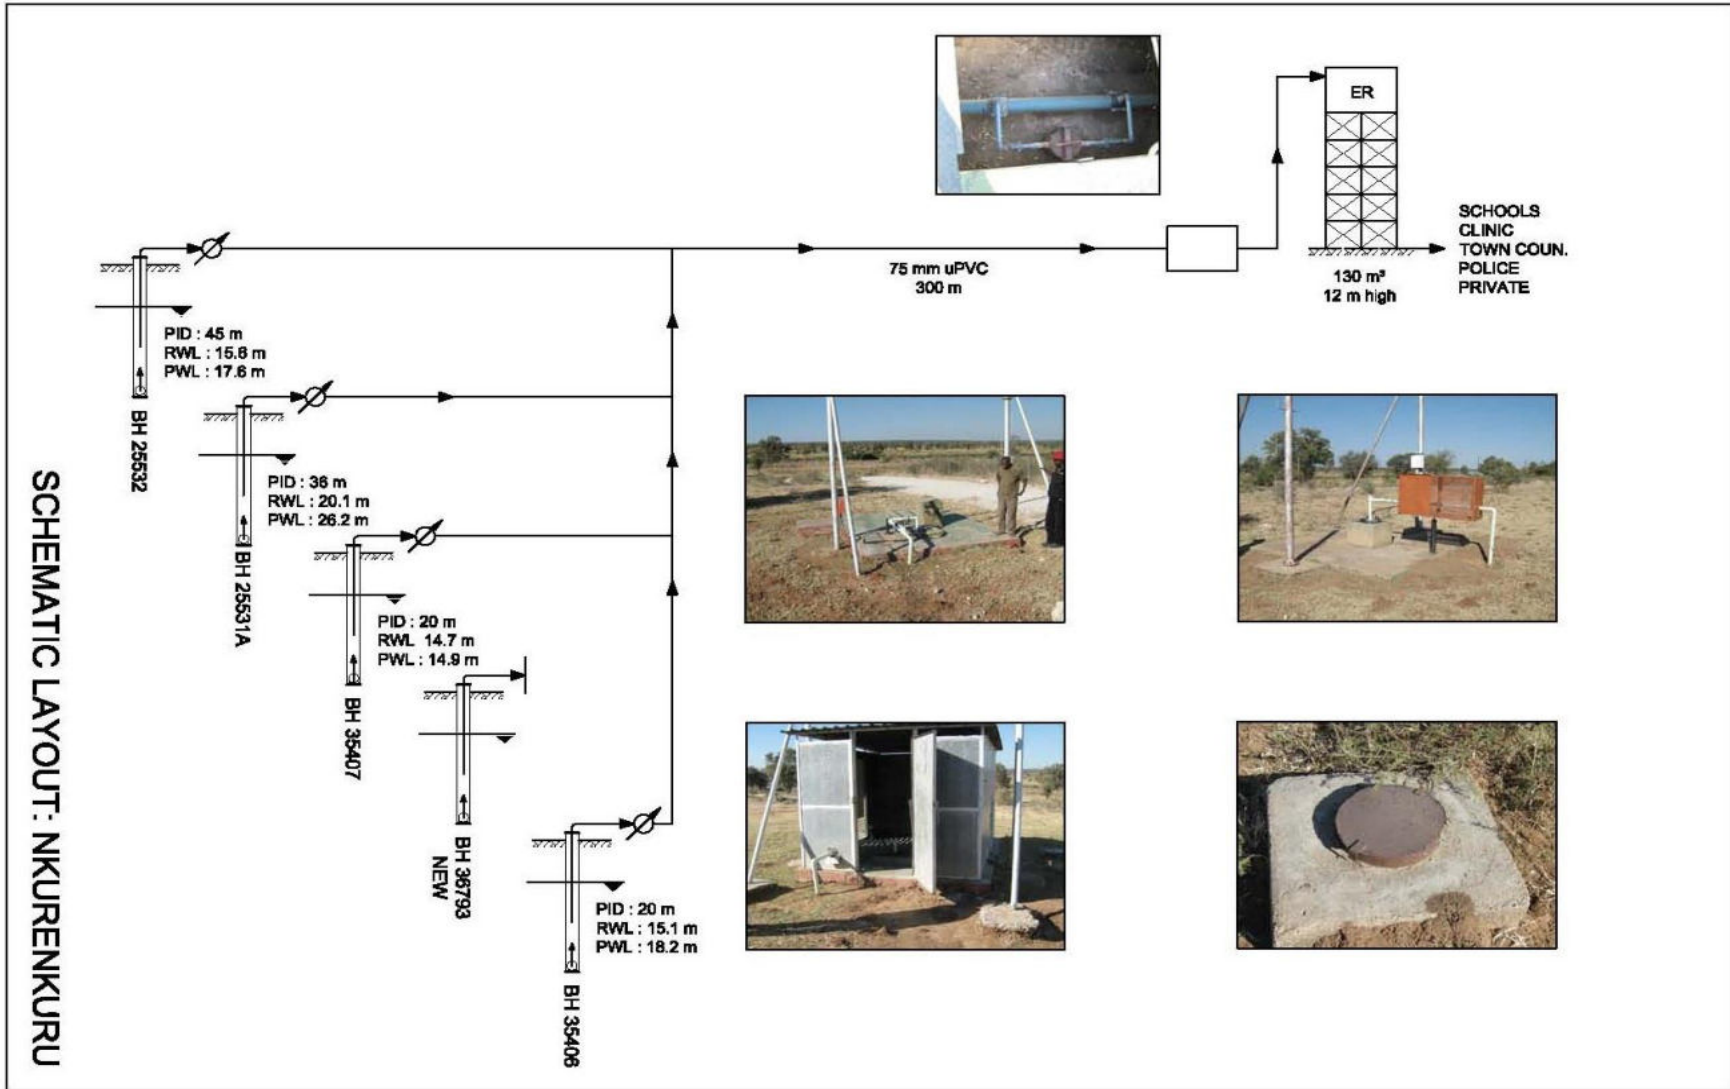 SCHEMATIC LAYOUT: NKURENKURU
ER
SCHOOLS
CLINIC
TOWN COUN.
POLICE
PRIVATE
130 m³
12 m high
75 mm uPVC
300 m
PID : 45 m
RWL : 15.6 m
PWL : 17.6 m
BH 25532
PID : 36 m
RWL : 20.1 m
PWL : 26.2 m
BH 25531A
PID : 20 m
RWL 14.7 m
PWL : 14.9 m
BH 35407
BH 36793
NEW
PID : 20 m
RWL : 15.1 m
PWL : 18.2 m
BH 35406